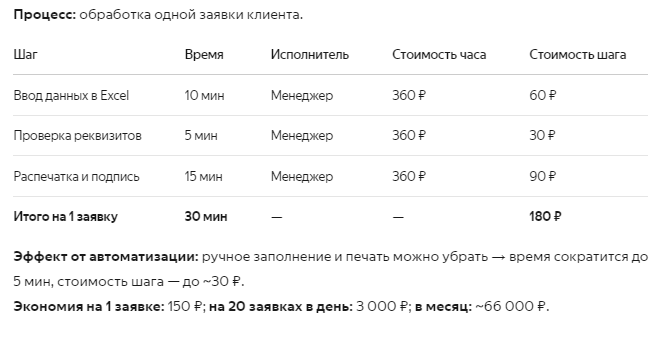 Процесс: обработка одной заявки клиента.
Шаг Время Исполнитель Стоимость часа Стоимость шага
Ввод данных в Excel 10 мин Менеджер 360 ₽ 60 ₽
Проверка реквизитов 5 мин Менеджер 360 ₽ 30 ₽
Распечатка и подпись 15 мин Менеджер 360 ₽ 90 ₽
Итого на 1 заявку 30 мин — — 180 ₽
Эффект от автоматизации: ручное заполнение и печать можно убрать → время сократится до
5 мин, стоимость шага — до ~30 ₽.
Экономия на 1 заявке: 150 ₽; на 20 заявках в день: 3 000 ₽; в месяц: ~66 000 ₽.